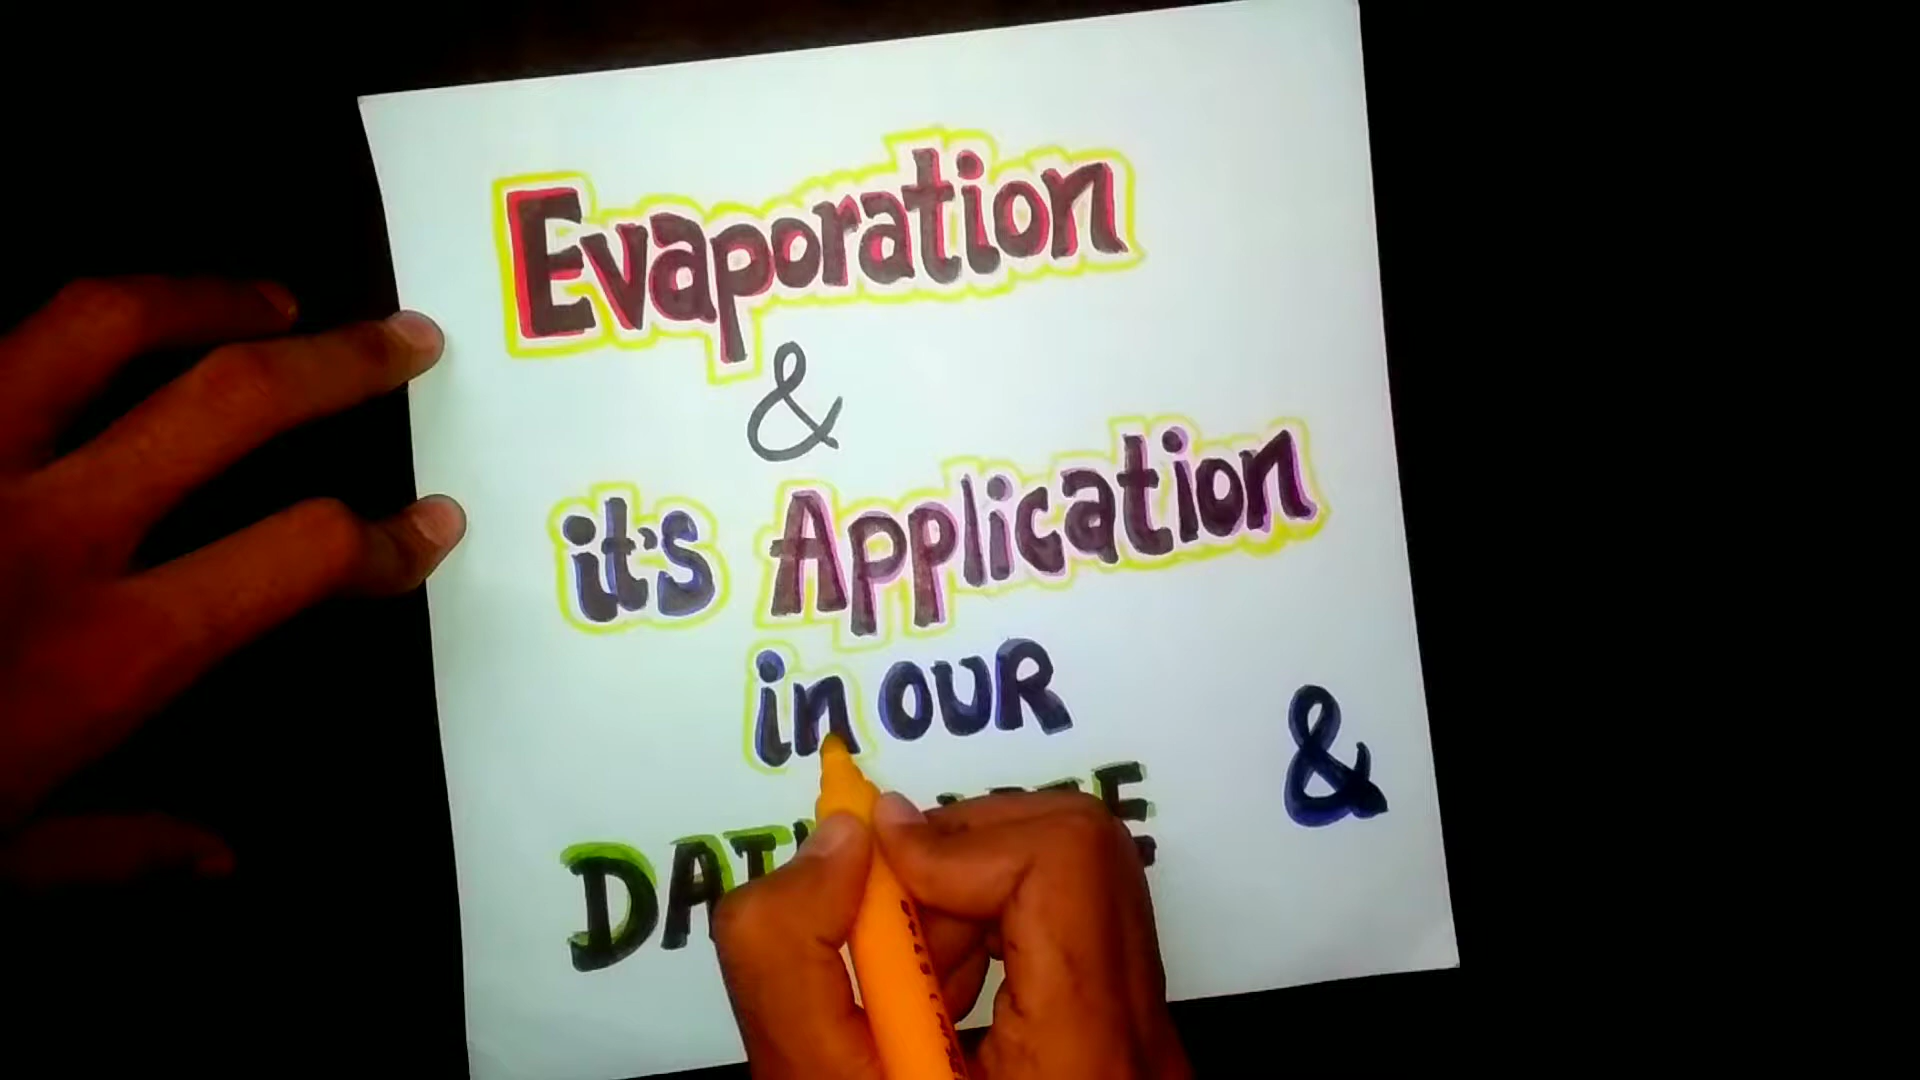 Evaporation
&
it's Application
in OUR
&